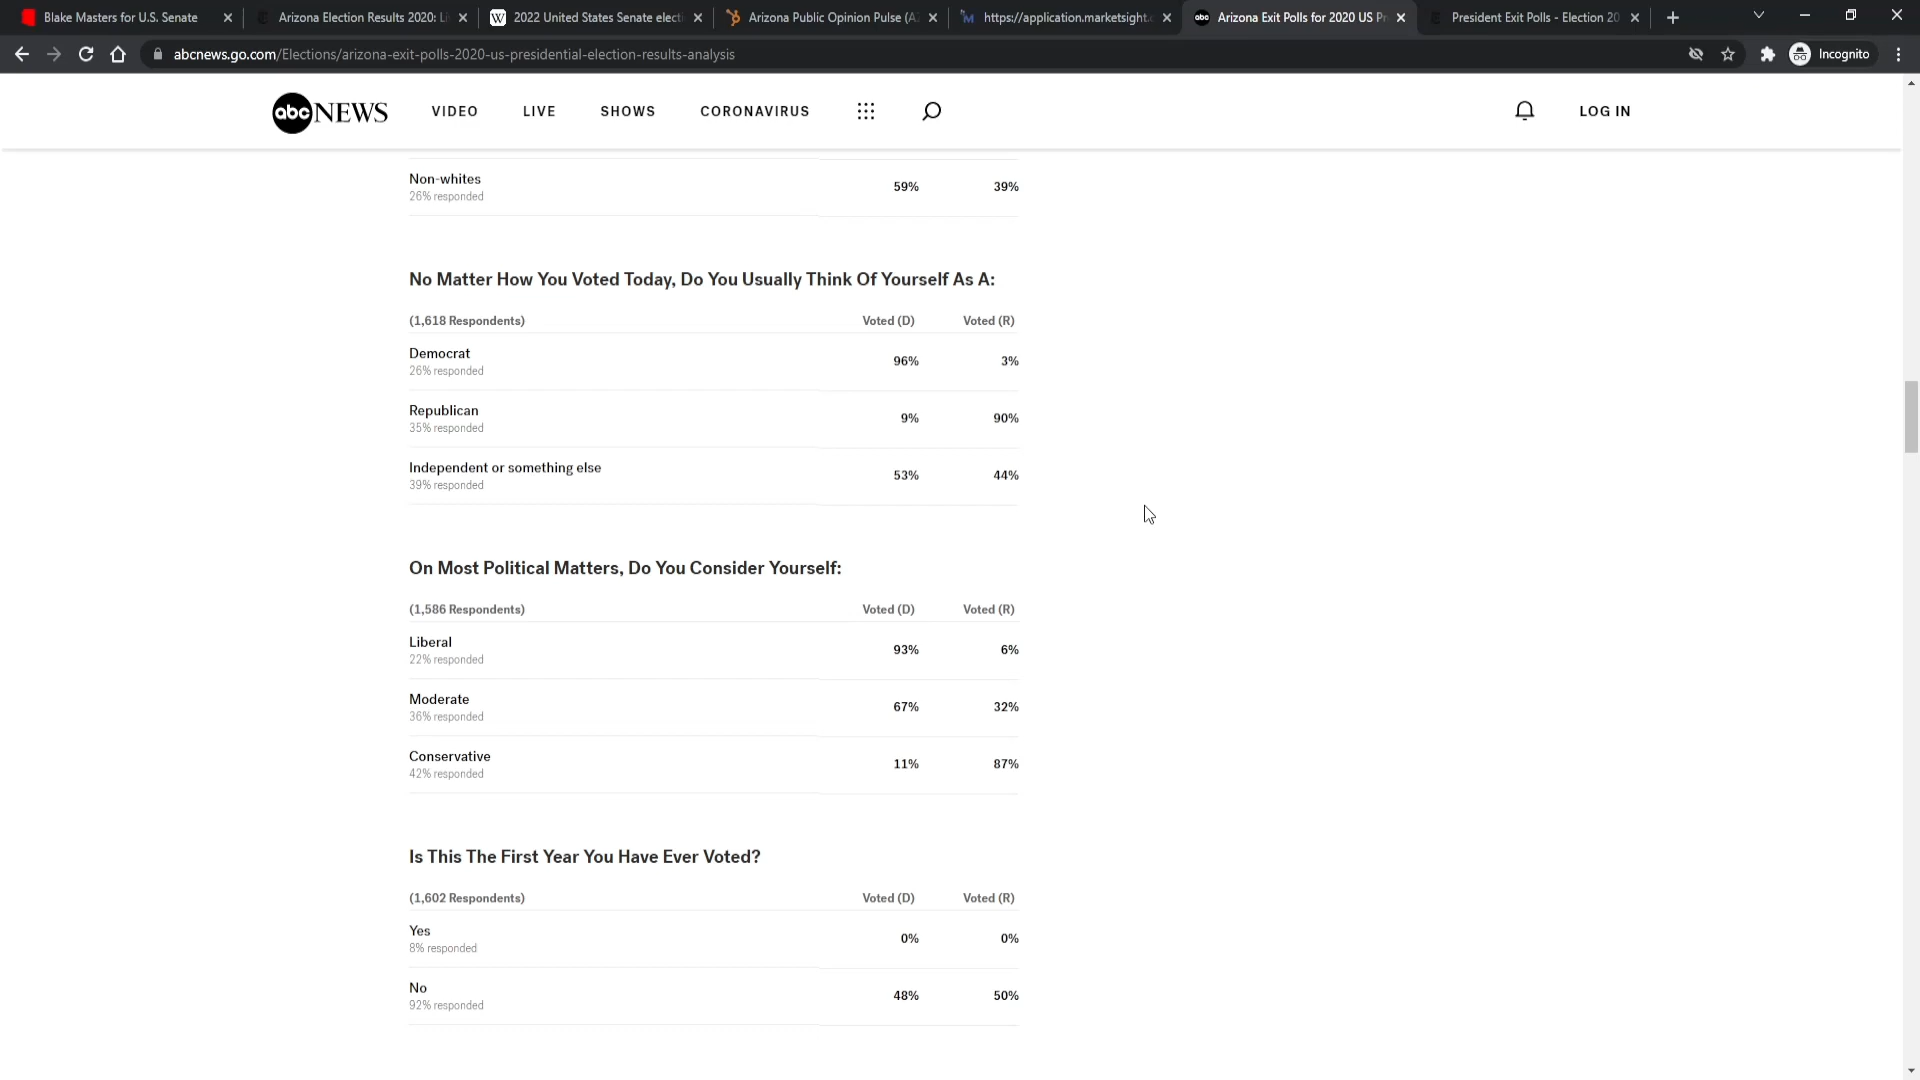 Blake Masters for U.S. Senate
Arizona Election Results 2020: Li
2022 United States Senate electi
Arizona Public Opinion Pulse (A
https://application.marketsight.
Arizona Exit Polls for 2020 US P
President Exit Polls - Election 20
abcnews.go.com/Elections/arizona-exit-polls-2020-us-presidential-election-results-analysis
Incognito
abc NEWS
VIDEO LIVE SHOWS CORONAVIRUS
LOG IN
Non-whites 59% 39%
26% responded
No Matter How You Voted Today, Do You Usually Think Of Yourself As A:
(1,618 Respondents) Voted (D) Voted (R)
Democrat 96% 3%
26% responded
Republican 9% 90%
35% responded
Independent or something else 53% 44%
39% responded
On Most Political Matters, Do You Consider Yourself:
(1,586 Respondents) Voted (D) Voted (R)
Liberal 93% 6%
22% responded
Moderate 67% 32%
36% responded
Conservative 11% 87%
42% responded
Is This The First Year You Have Ever Voted?
(1,602 Respondents) Voted (D) Voted (R)
Yes 0% 0%
8% responded
No 48% 50%
92% responded